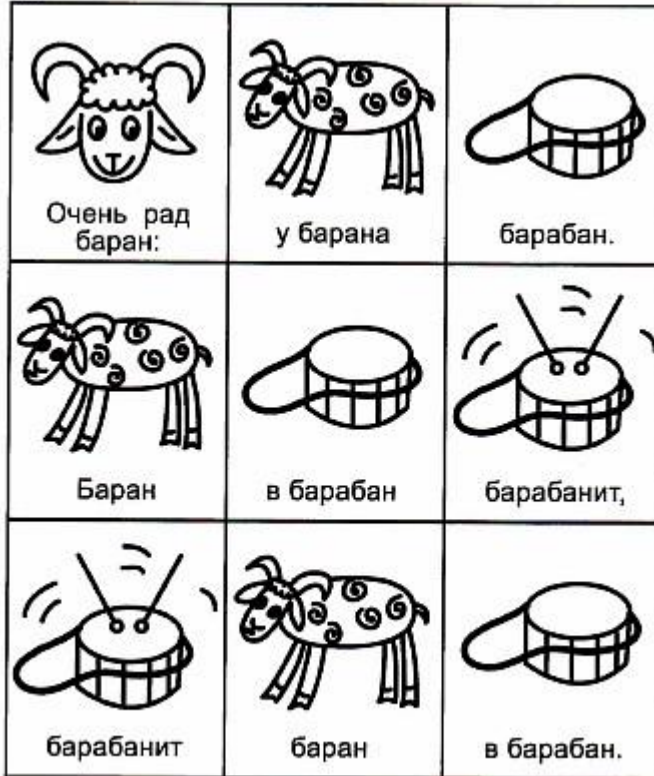 Очень рад
баран:
у барана
барабан.
Баран
в барабан
барабанит,
барабанит
баран
в барабан.